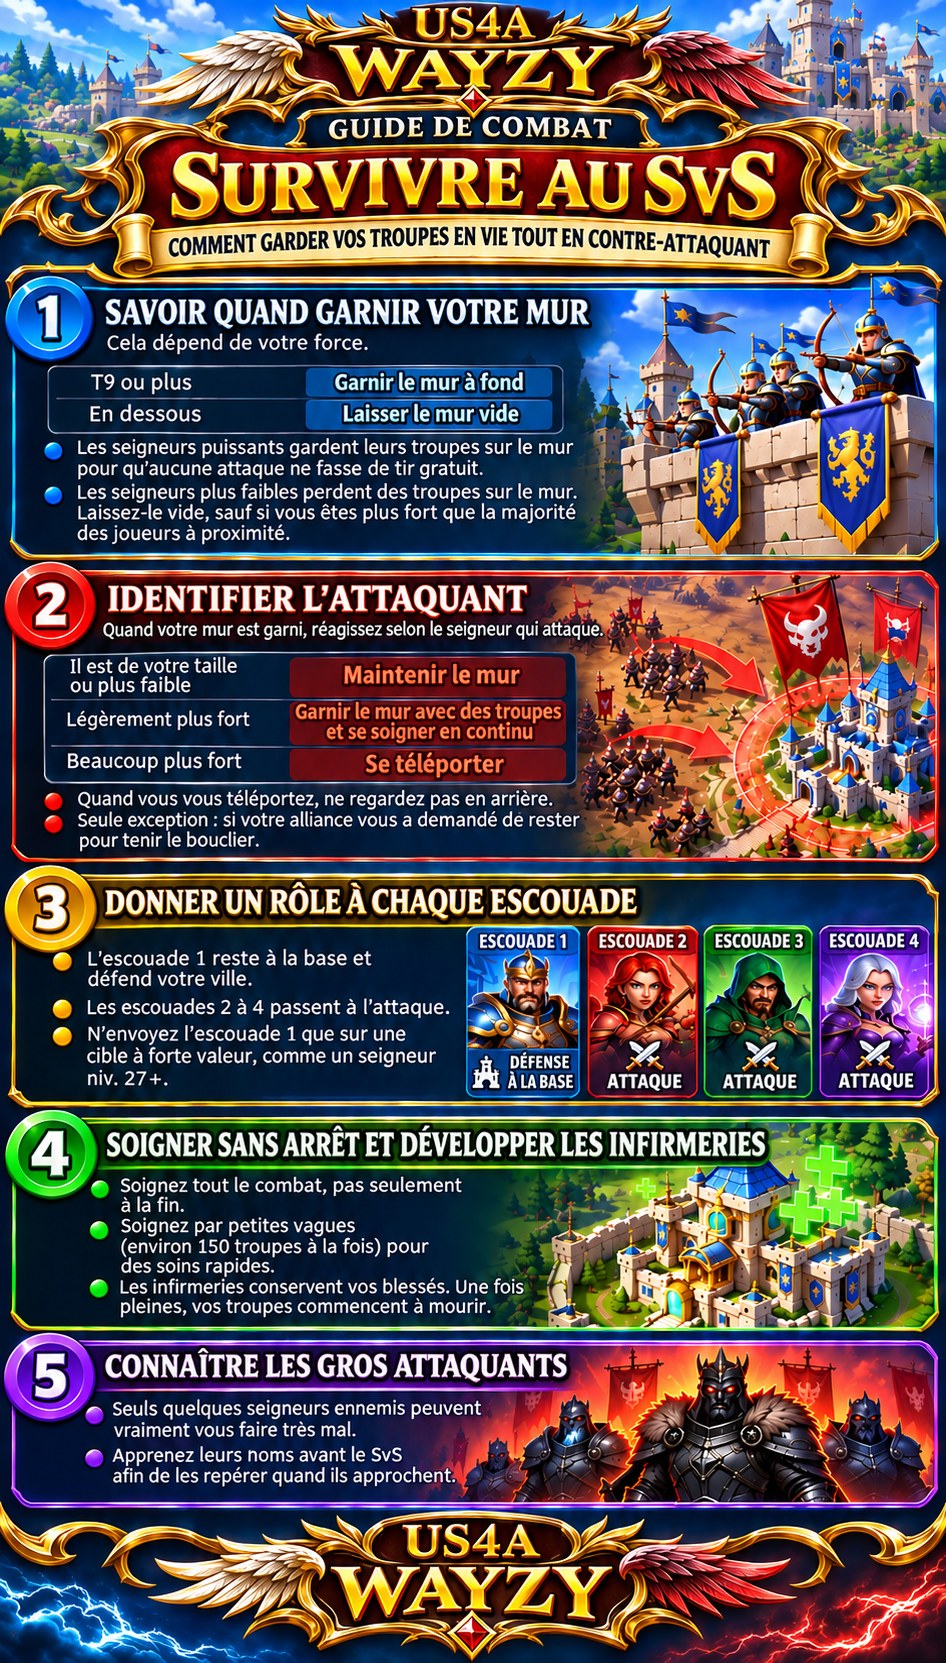 US4A
WAYZY
GUIDE DE COMBAT
SURVIVRE AU SvS
COMMENT GARDER VOS TROUPES EN VIE TOUT EN CONTRE-ATTAQUANT
1
SAVOIR QUAND GARNIR VOTRE MUR
Cela dépend de votre force.
T9 ou plus
Garnir le mur à fond
En dessous
Laisser le mur vide
Les seigneurs puissants gardent leurs troupes sur le mur
pour qu'aucune attaque ne fasse de tir gratuit.
Les seigneurs plus faibles perdent des troupes sur le mur.
Laissez-le vide, sauf si vous êtes plus fort que la majorité
des joueurs à proximité.
2
IDENTIFIER L'ATTAQUANT
Quand votre mur est garni, réagissez selon le seigneur qui attaque.
Il est de votre taille
ou plus faible
Maintenir le mur
Légèrement plus fort
Garnir le mur avec des troupes
et se soigner en continu
Beaucoup plus fort
Se téléporter
Quand vous vous téléportez, ne regardez pas en arrière.
Seule exception : si votre alliance vous a demandé de rester
pour tenir le bouclier.
3
DONNER UN RÔLE À CHAQUE ESCOUADE
L'escouade 1 reste à la base et
défend votre ville.
Les escouades 2 à 4 passent à l'attaque.
N'envoyez l'escouade 1 que sur une
cible à forte valeur, comme un seigneur
niv. 27+.
ESCOUADE 1
DÉFENSE
À LA BASE
ESCOUADE 2
ATTAQUE
ESCOUADE 3
ATTAQUE
ESCOUADE 4
ATTAQUE
4
SOIGNER SANS ARRÊT ET DÉVELOPPER LES INFIRMERIES
Soignez tout le combat, pas seulement
à la fin.
Soignez par petites vagues
(environ 150 troupes à la fois) pour
des soins rapides.
Les infirmeries conservent vos blessés. Une fois
pleines, vos troupes commencent à mourir.
5
CONNAÎTRE LES GROS ATTAQUANTS
Seuls quelques seigneurs ennemis peuvent
vraiment vous faire très mal.
Apprenez leurs noms avant le SvS
afin de les repérer quand ils approchent.
US4A
WAYZY